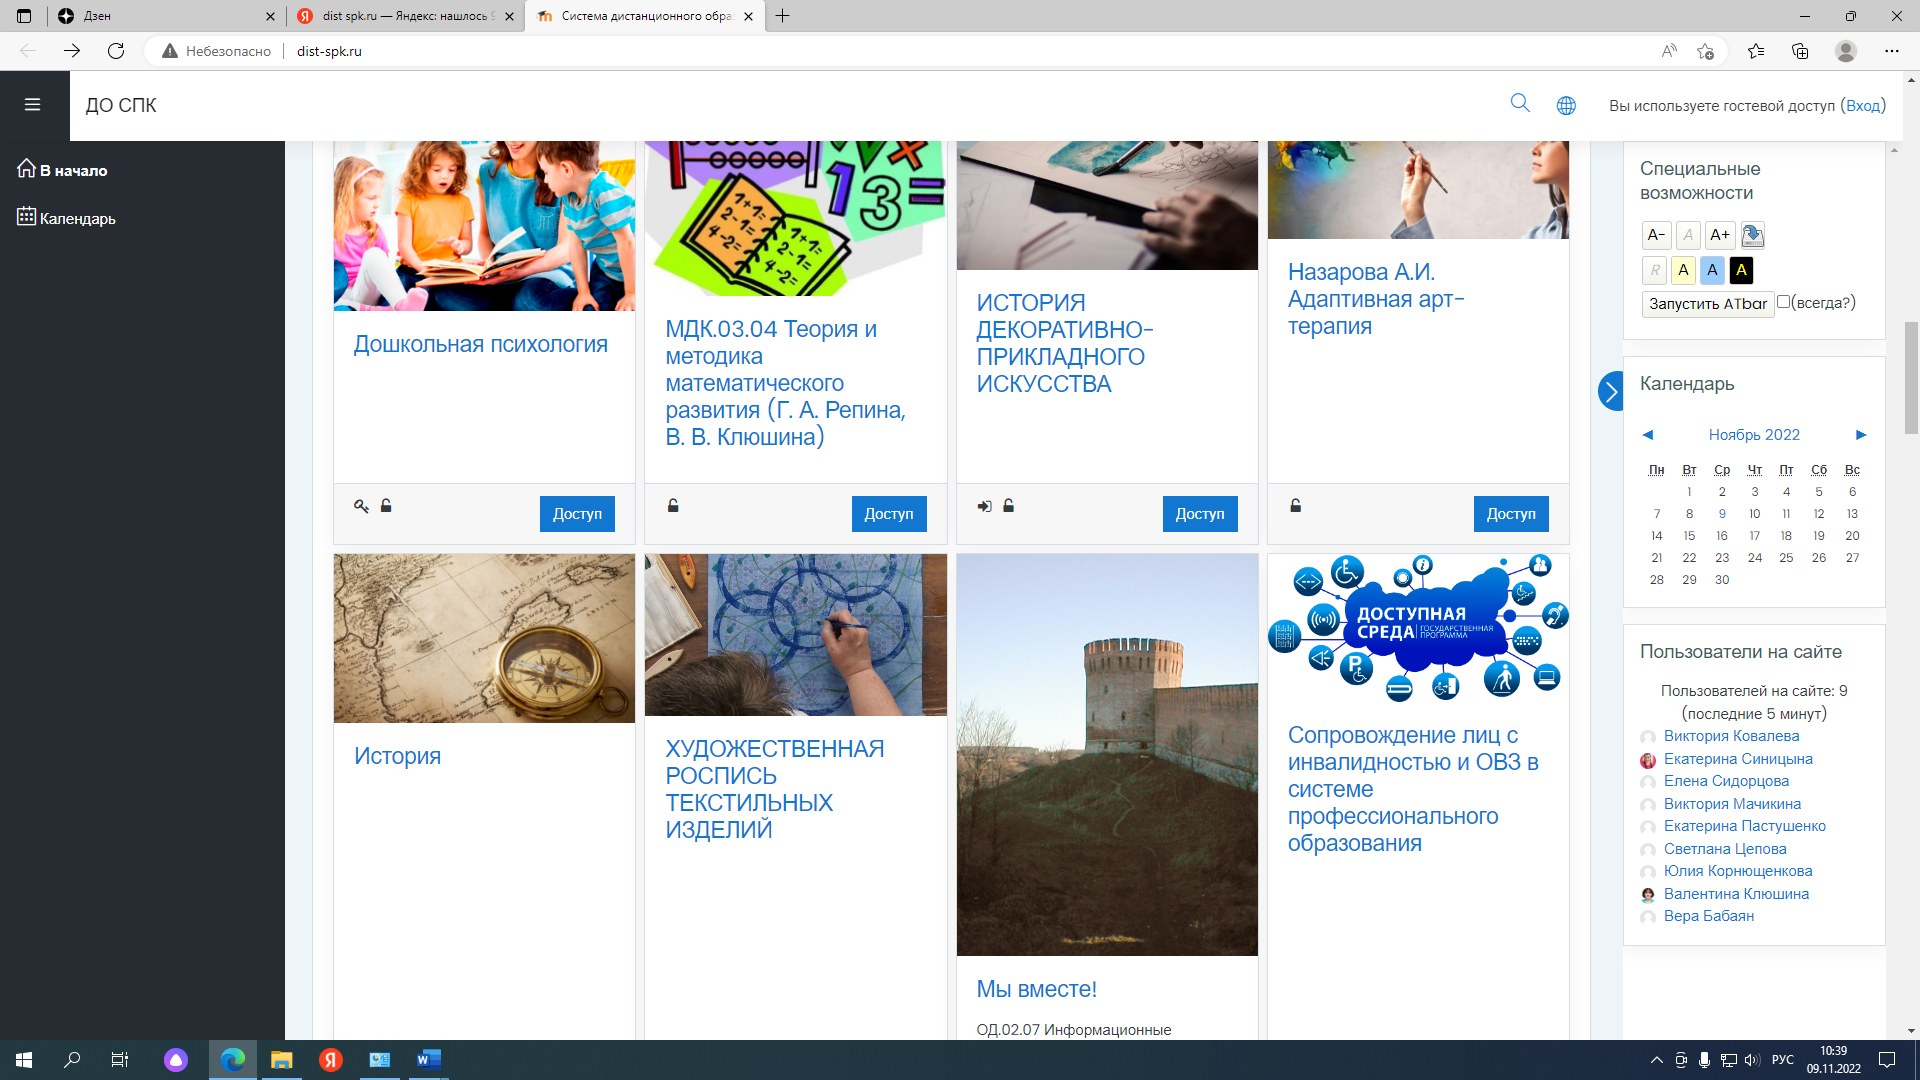 Дзен
dist spk.ru — Яндекс: нашлось
Система дистанционного обра
Небезопасно
dist-spk.ru
ДО СПК
Вы используете гостевой доступ (Вход)
В начало
Календарь
Дошкольная психология
МДК.03.04 Теория и
методика
математического
развития (Г. А. Репина,
В. В. Клюшина)
ИСТОРИЯ
ДЕКОРАТИВНО-
ПРИКЛАДНОГО
ИСКУССТВА
Назарова А.И.
Адаптивная арт-
терапия
Доступ
Доступ
Доступ
Доступ
ДОСТУПНАЯ
СРЕДА ГОСУДАРСТВЕННАЯ
ПРОГРАММА
История
ХУДОЖЕСТВЕННАЯ
РОСПИСЬ
ТЕКСТИЛЬНЫХ
ИЗДЕЛИЙ
Мы вместе!
ОД.02.07 Информационные
Сопровождение лиц с
инвалидностью и ОВЗ в
системе
профессионального
образования
Специальные
возможности
A- A A+
R A A A
Запустить ATbar (всегда?)
Календарь
◄ Ноябрь 2022 ►
Пн Вт Ср Чт Пт Сб Вс
1 2 3 4 5 6
7 8 9 10 11 12 13
14 15 16 17 18 19 20
21 22 23 24 25 26 27
28 29 30
Пользователи на сайте
Пользователей на сайте: 9
(последние 5 минут)
Виктория Ковалева
Екатерина Синицына
Елена Сидорцова
Виктория Мачикина
Екатерина Пастушенко
Светлана Цепова
Юлия Корнющенкова
Валентина Клюшина
Вера Бабаян
РУС
10:39
09.11.2022